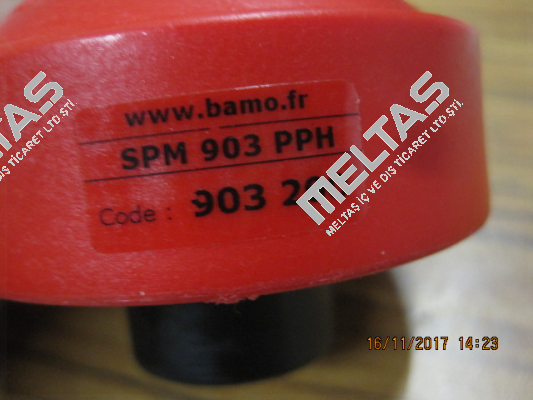 www.bamo.fr
SPM 903 PPH
Code : 903
MELTAS
MELTAŞ İÇ VE DIŞ TİCARET LTD.ŞTİ.
MELTAS
16/11/2017 14:23